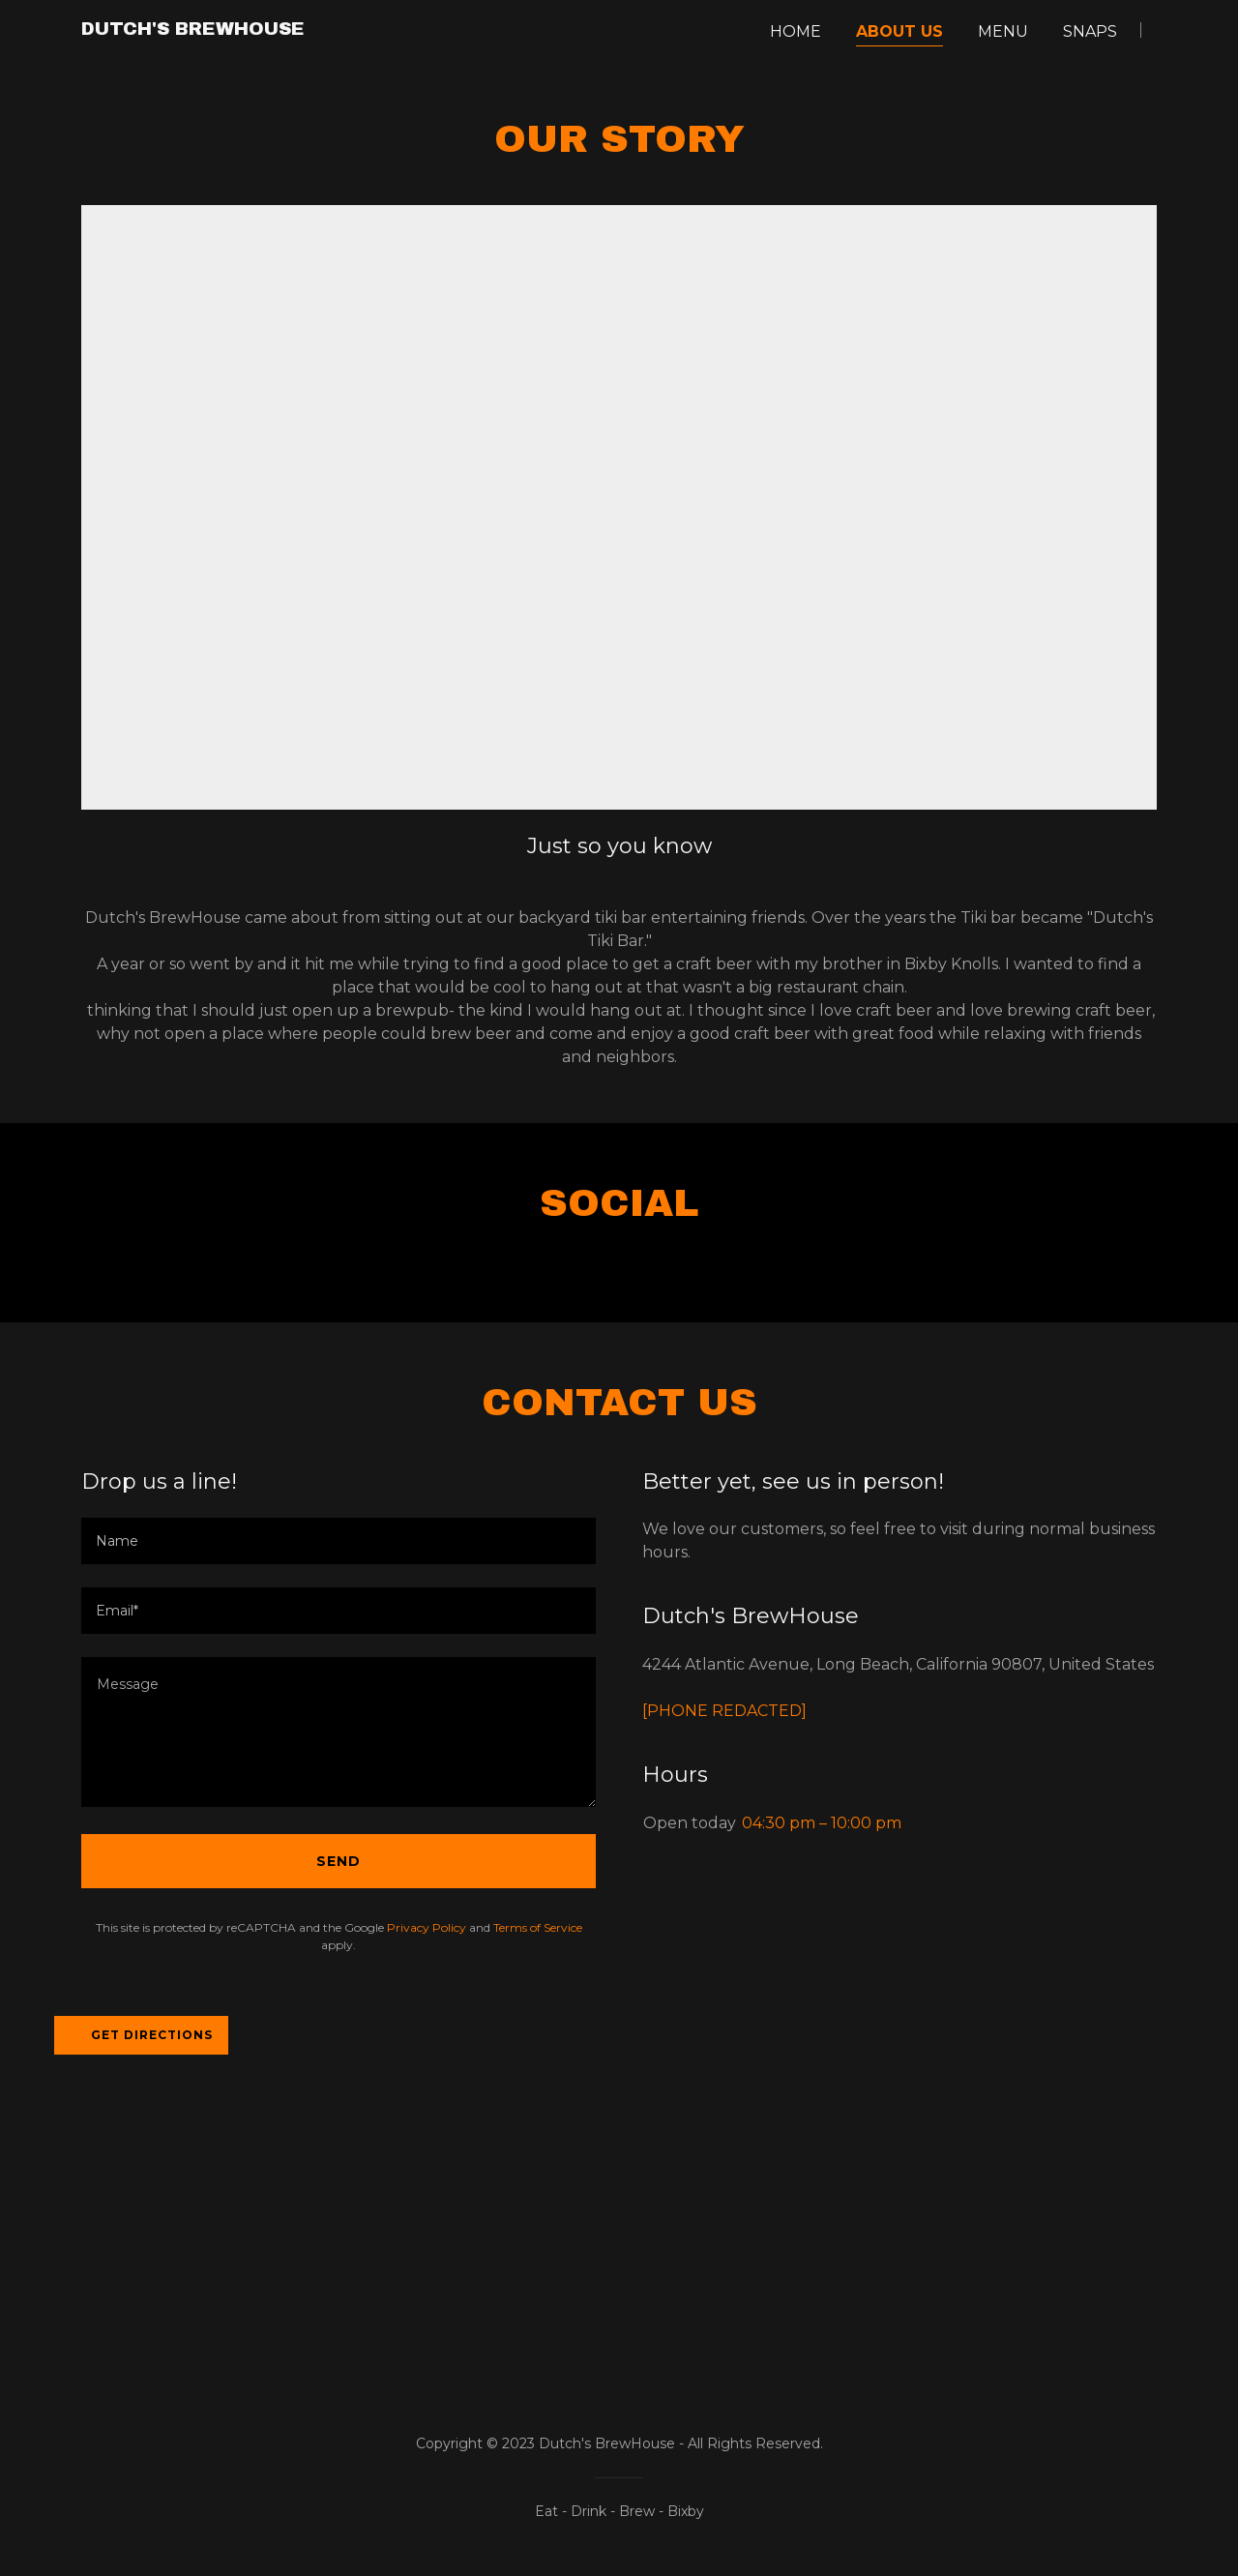 DUTCH'S BREWHOUSE
HOME ABOUT US MENU SNAPS
OUR STORY
Just so you know
Dutch's BrewHouse came about from sitting out at our backyard tiki bar entertaining friends. Over the years the Tiki bar became "Dutch's
Tiki Bar."
A year or so went by and it hit me while trying to find a good place to get a craft beer with my brother in Bixby Knolls. I wanted to find a
place that would be cool to hang out at that wasn't a big restaurant chain.
thinking that I should just open up a brewpub- the kind I would hang out at. I thought since I love craft beer and love brewing craft beer,
why not open a place where people could brew beer and come and enjoy a good craft beer with great food while relaxing with friends
and neighbors.
SOCIAL
CONTACT US
Drop us a line!
Name
Email*
Message
SEND
This site is protected by reCAPTCHA and the Google Privacy Policy and Terms of Service
apply.
Better yet, see us in person!
We love our customers, so feel free to visit during normal business
hours.
Dutch's BrewHouse
4244 Atlantic Avenue, Long Beach, California 90807, United States
[PHONE REDACTED]
Hours
Open today 04:30 pm – 10:00 pm
GET DIRECTIONS
Copyright © 2023 Dutch's BrewHouse - All Rights Reserved.
Eat - Drink - Brew - Bixby